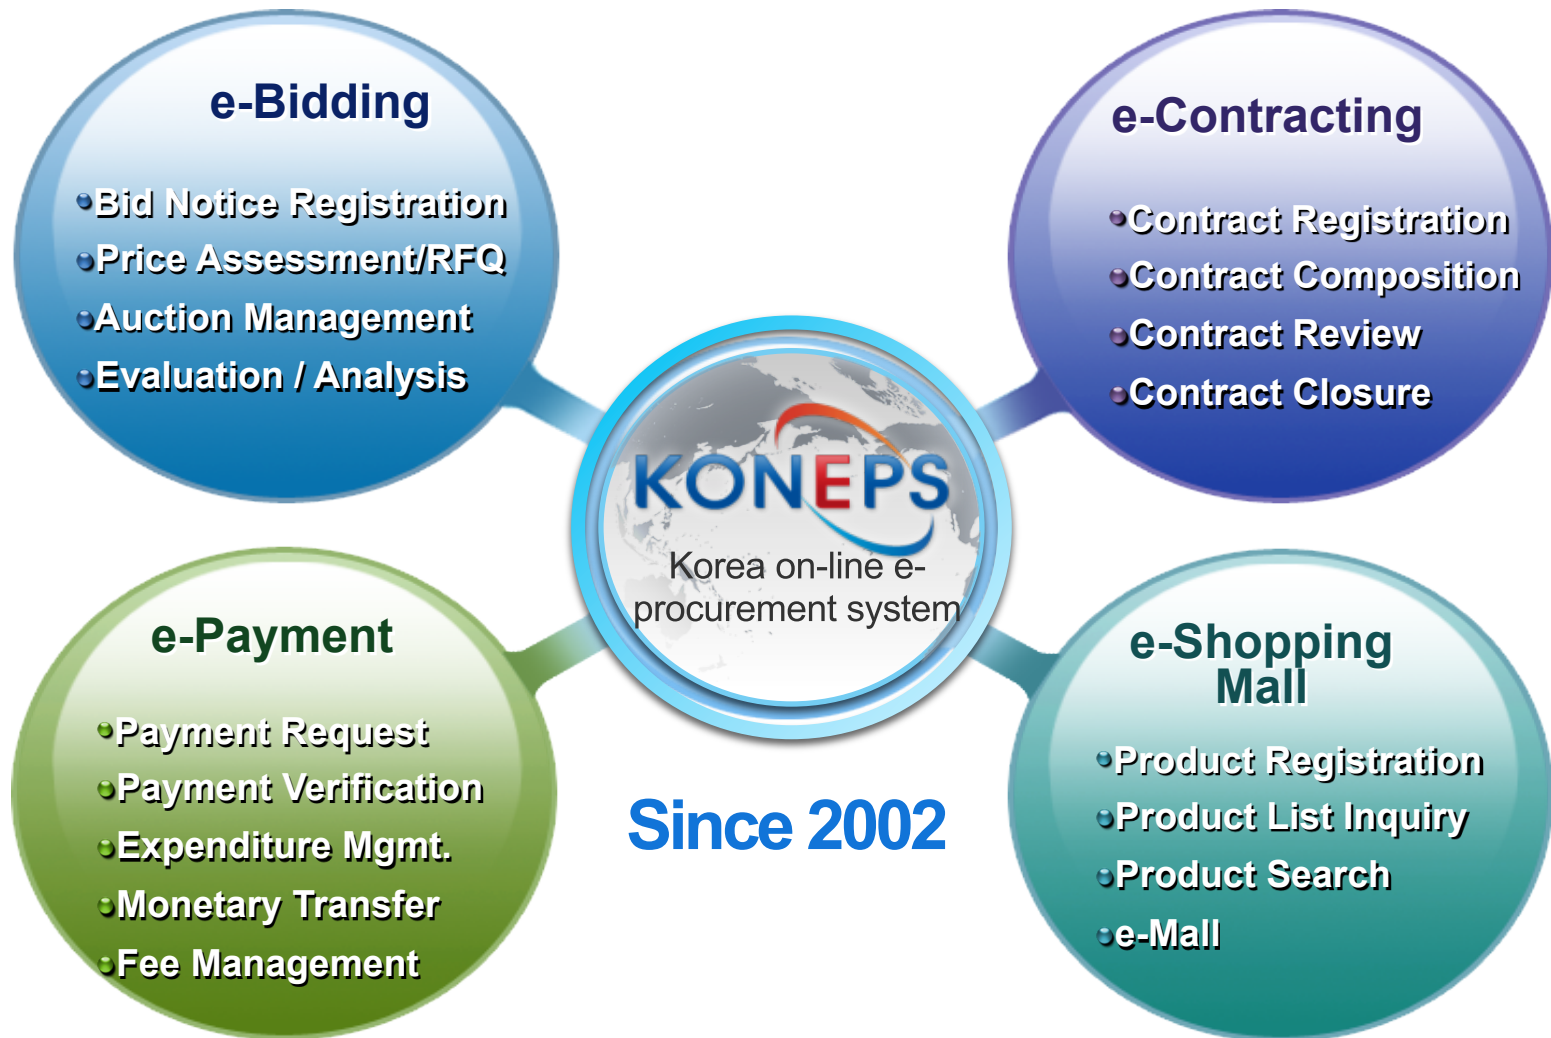 e-Bidding
•Bid Notice Registration
•Price Assessment/RFQ
•Auction Management
•Evaluation / Analysis
e-Contracting
•Contract Registration
•Contract Composition
•Contract Review
•Contract Closure
KONEPS
Korea on-line e-
procurement system
Since 2002
e-Payment
•Payment Request
•Payment Verification
•Expenditure Mgmt.
•Monetary Transfer
•Fee Management
e-Shopping
Mall
•Product Registration
•Product List Inquiry
•Product Search
•e-Mall